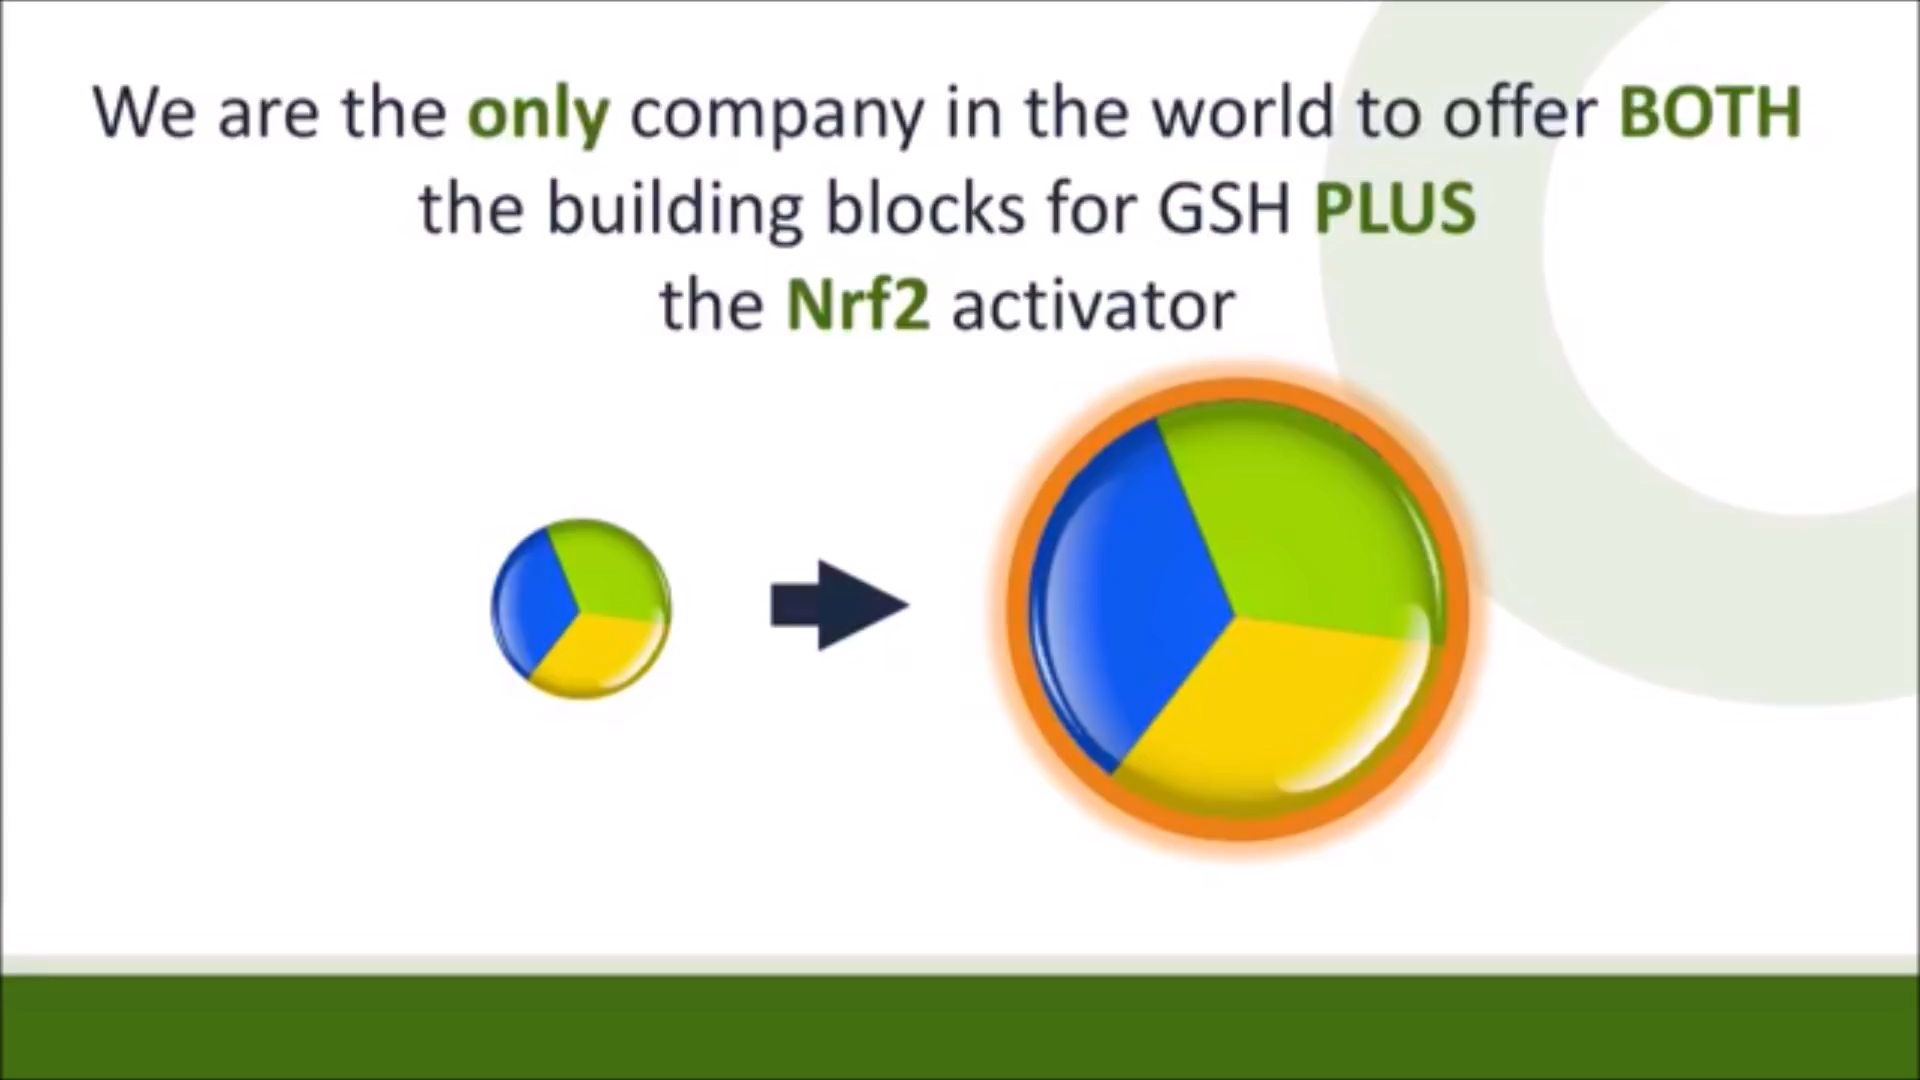 We are the only company in the world to offer BOTH
the building blocks for GSH PLUS
the Nrf2 activator